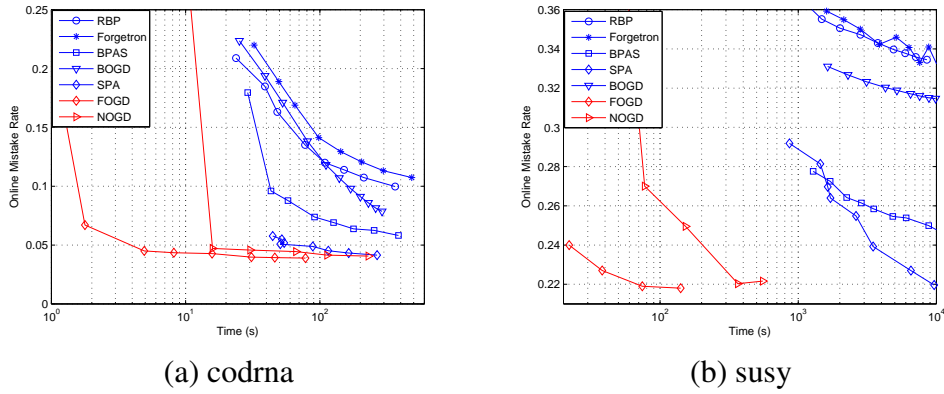 0.25
0.2
0.15
0.1
0.05
0
Online Mistake Rate
RBP
Forgetron
BPAS
BOGD
SPA
FOGD
NOGD
10^0
10^1
10^2
Time (s)
(a) codrna
0.36
0.34
0.32
0.3
0.28
0.26
0.24
0.22
Online Mistake Rate
RBP
Forgetron
BPAS
SPA
BOGD
FOGD
NOGD
10^2
10^3
10^4
Time (s)
(b) susy